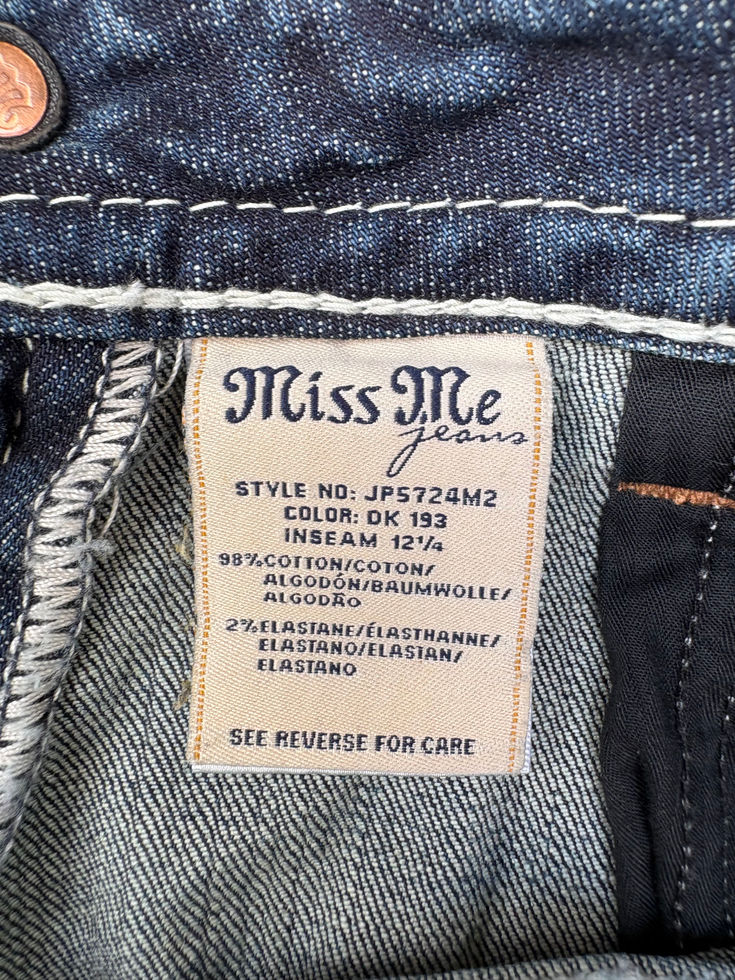 Miss Me
jeans
STYLE NO: JP5724M2
COLOR: DK 193
INSEAM 12¼
98%COTTON/COTON/
ALGODÓN/BAUMWOLLE/
ALGODÃO
2%ELASTANE/ÉLASTHANNE/
ELASTANO/ELASTAN/
ELASTANO
SEE REVERSE FOR CARE